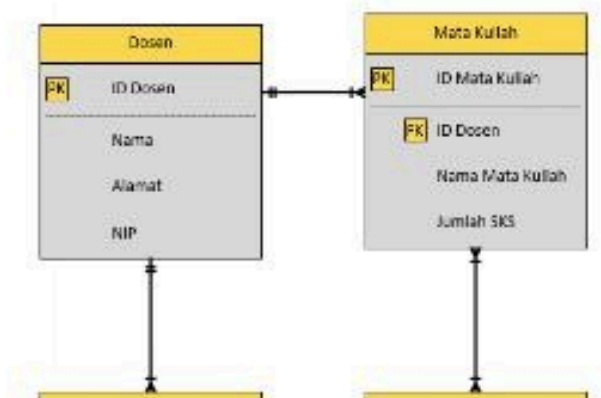 Dosen
PK ID Dosen
Nama
Alamat
NIP
Mata Kuliah
PK ID Mata Kuliah
FK ID Dosen
Nama Mata Kuliah
Jumlah SKS